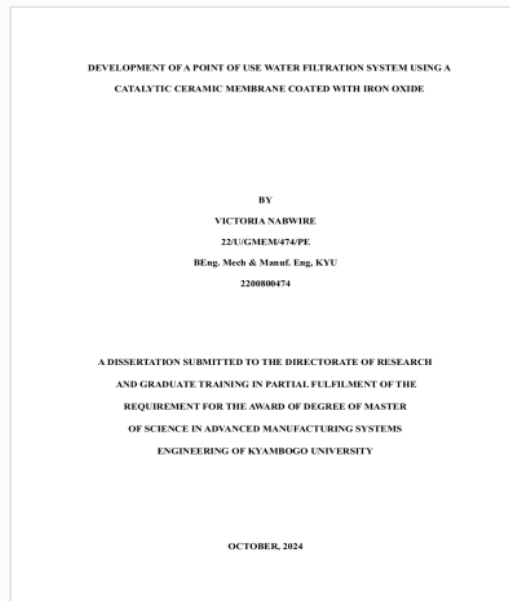 DEVELOPMENT OF A POINT OF USE WATER FILTRATION SYSTEM USING A
CATALYTIC CERAMIC MEMBRANE COATED WITH IRON OXIDE
BY
VICTORIA NABWIRE
22/U/GMEM/474/PE
BEng. Mech & Manuf. Eng, KYU
2200800474
A DISSERTATION SUBMITTED TO THE DIRECTORATE OF RESEARCH
AND GRADUATE TRAINING IN PARTIAL FULFILMENT OF THE
REQUIREMENT FOR THE AWARD OF DEGREE OF MASTER
OF SCIENCE IN ADVANCED MANUFACTURING SYSTEMS
ENGINEERING OF KYAMBOGO UNIVERSITY
OCTOBER, 2024